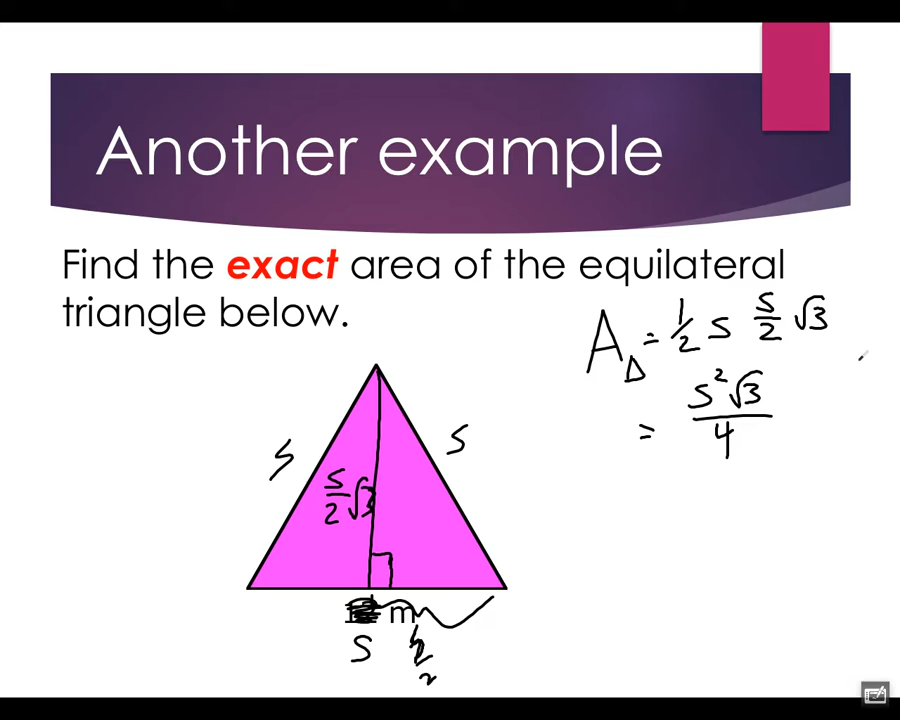 Another example
Find the exact area of the equilateral
triangle below.
A△ = 1/2 s s/2 √3
= s²√3/4
s
s
s/2 √3
m
s
s/2